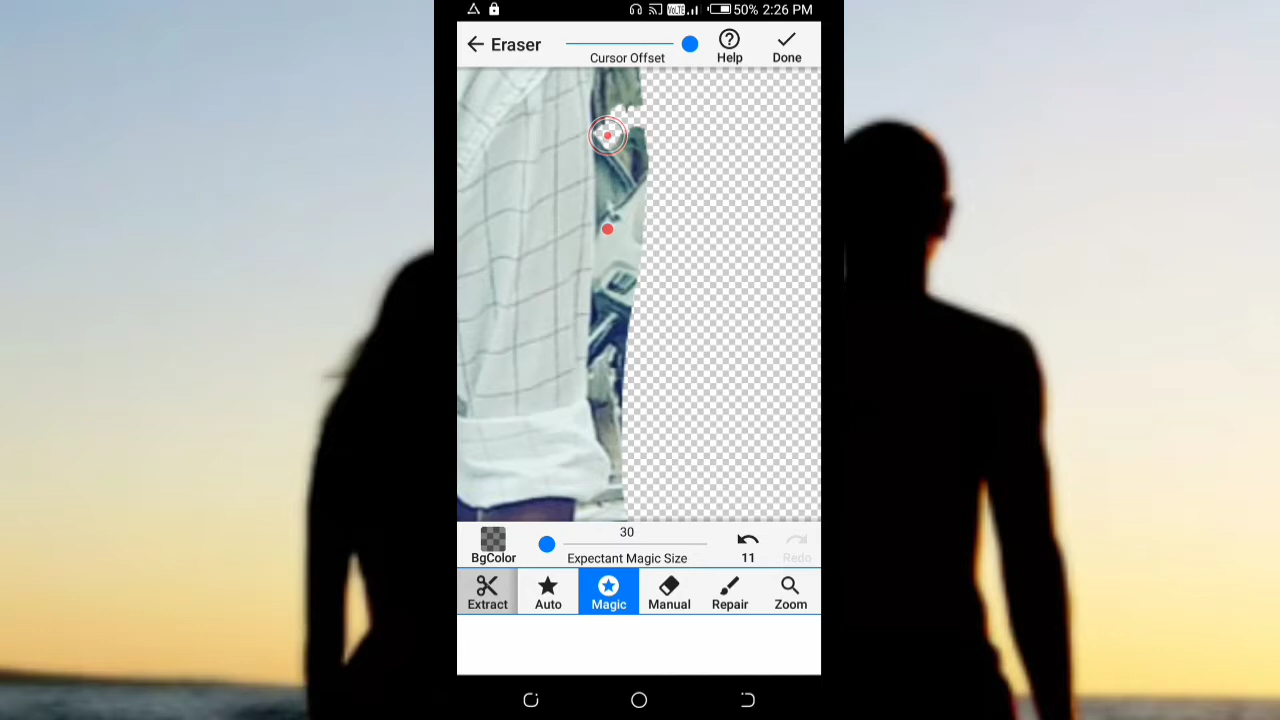 VoLTE 50% 2:26 PM
Eraser
Cursor Offset
Help
Done
30
Expectant Magic Size
BgColor
11
Redo
Extract
Auto
Magic
Manual
Repair
Zoom